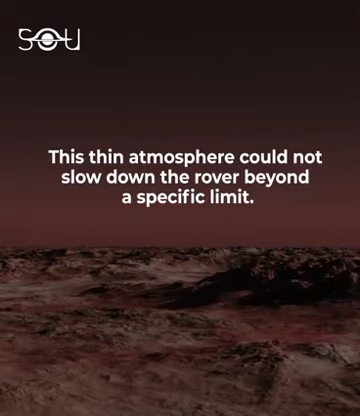 SOU
This thin atmosphere could not
slow down the rover beyond
a specific limit.